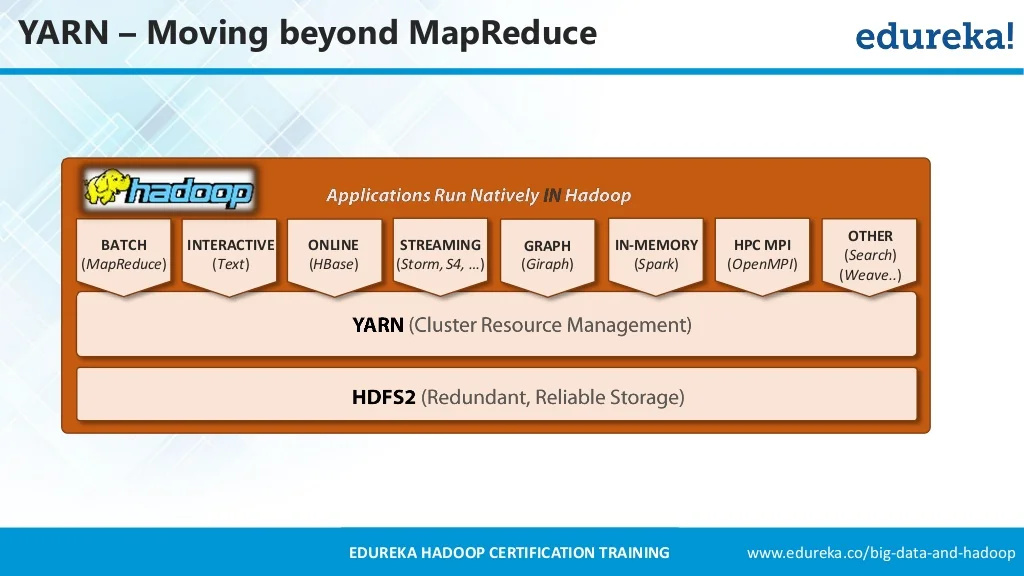 YARN – Moving beyond MapReduce
edureka!
hadoop
Applications Run Natively IN Hadoop
BATCH
(MapReduce)
INTERACTIVE
(Text)
ONLINE
(HBase)
STREAMING
(Storm, S4, ...)
GRAPH
(Giraph)
IN-MEMORY
(Spark)
HPC MPI
(OpenMPI)
OTHER
(Search)
(Weave..)
YARN (Cluster Resource Management)
HDFS2 (Redundant, Reliable Storage)
EDUREKA HADOOP CERTIFICATION TRAINING
www.edureka.co/big-data-and-hadoop